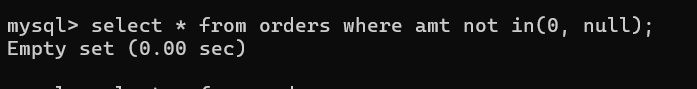 mysql> select * from orders where amt not in(0, null);
Empty set (0.00 sec)